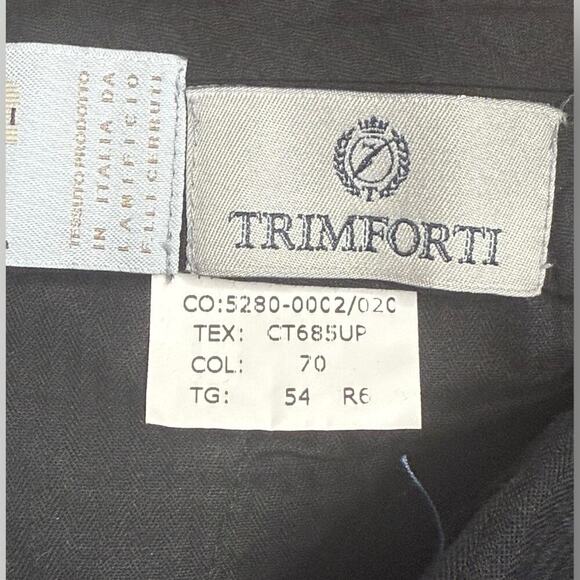 TESSUTO PRODOTTO
IN ITALIA DA
LANIFICIO
F.LLI CERRUTI
T
TRIMFORTI
CO:5280-0002/020
TEX: CT685UP
COL: 70
TG: 54 R6